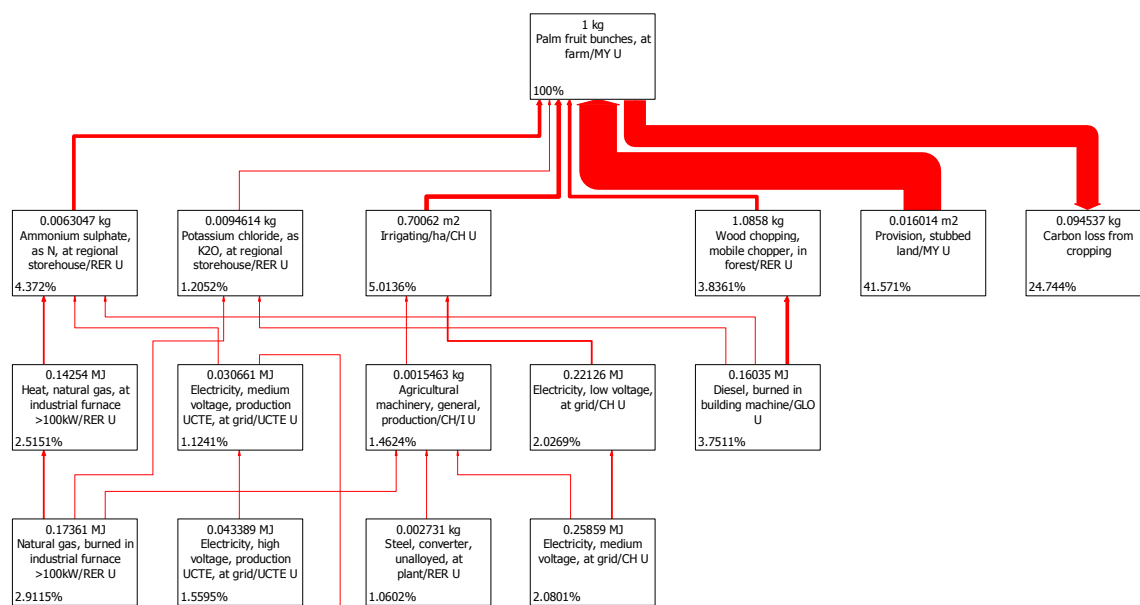 1 kg
Palm fruit bunches, at
farm/MY U
100%
0.0063047 kg
Ammonium sulphate,
as N, at regional
storehouse/RER U
4.372%
0.0094614 kg
Potassium chloride, as
K2O, at regional
storehouse/RER U
1.2052%
0.70062 m2
Irrigating/ha/CH U
5.0136%
1.0858 kg
Wood chopping,
mobile chopper, in
forest/RER U
3.8361%
0.016014 m2
Provision, stubbed
land/MY U
41.571%
0.094537 kg
Carbon loss from
cropping
24.744%
0.14254 MJ
Heat, natural gas, at
industrial furnace
>100kW/RER U
2.5151%
0.030661 MJ
Electricity, medium
voltage, production
UCTE, at grid/UCTE U
1.1241%
0.0015463 kg
Agricultural
machinery, general,
production/CH/I U
1.4624%
0.22126 MJ
Electricity, low voltage,
at grid/CH U
2.0269%
0.16035 MJ
Diesel, burned in
building machine/GLO
U
3.7511%
0.17361 MJ
Natural gas, burned in
industrial furnace
>100kW/RER U
2.9115%
0.043389 MJ
Electricity, high
voltage, production
UCTE, at grid/UCTE U
1.5595%
0.002731 kg
Steel, converter,
unalloyed, at
plant/RER U
1.0602%
0.25859 MJ
Electricity, medium
voltage, at grid/CH U
2.0801%